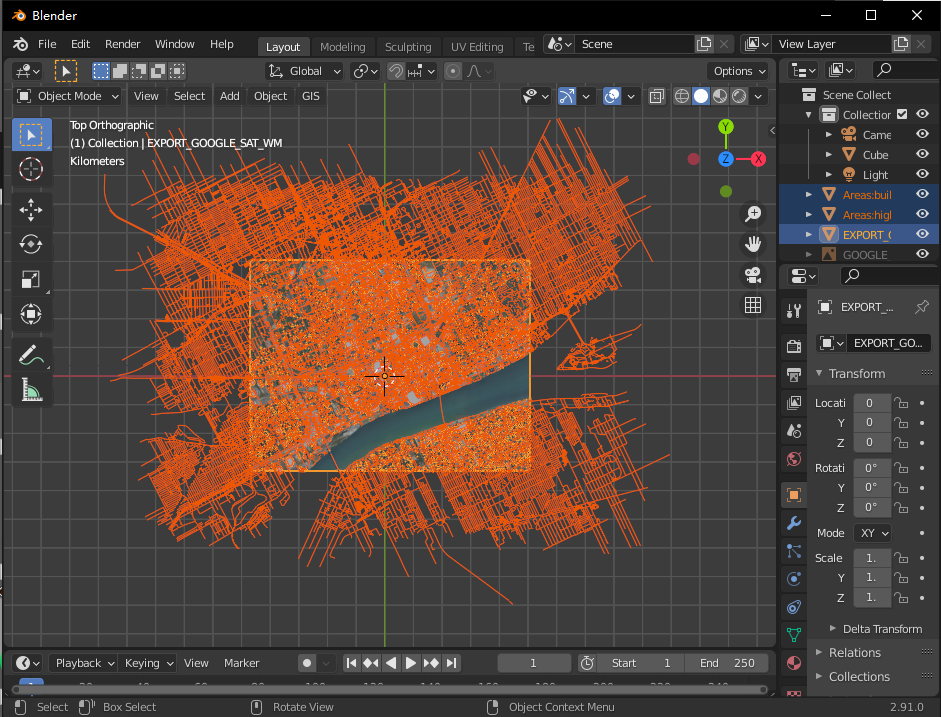 Blender
File Edit Render Window Help Layout Modeling Sculpting UV Editing Te Scene View Layer
Global Options
Object Mode View Select Add Object GIS
Top Orthographic
(1) Collection | EXPORT_GOOGLE_SAT_WM
Kilometers
Y
Z X
Scene Collect
Collection
Came
Cube
Light
Areas:buil
Areas:higl
EXPORT_G
GOOGLE
EXPORT_...
EXPORT_GO...
Transform
Locati 0
Y 0
Z 0
Rotati 0°
Y 0°
Z 0°
Mode XY
Scale 1.
Y 1.
Z 1.
Delta Transform
Relations
Collections
Playback Keying View Marker 1 Start 1 End 250
Select Box Select Rotate View Object Context Menu 2.91.0